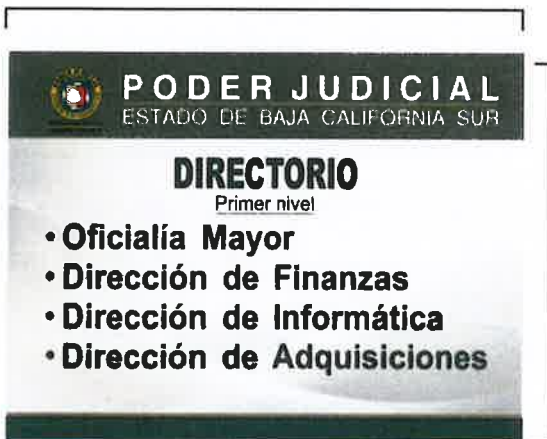 PODER JUDICIAL
ESTADO DE BAJA CALIFORNIA SUR
DIRECTORIO
Primer nivel
• Oficialía Mayor
• Dirección de Finanzas
• Dirección de Informática
• Dirección de Adquisiciones